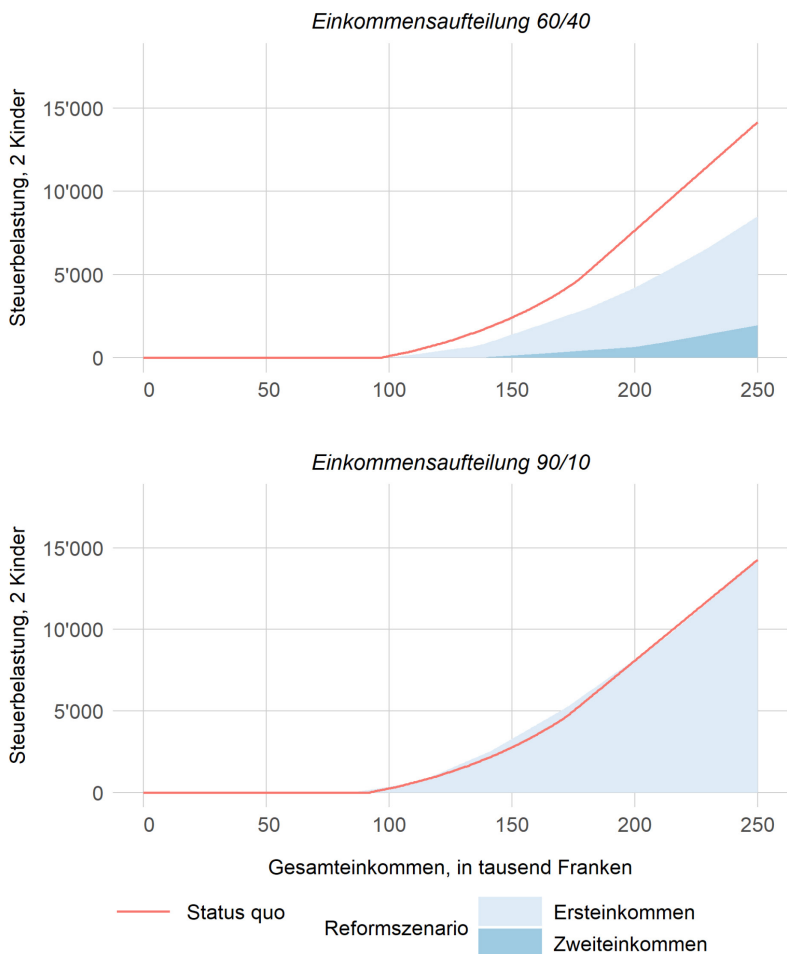 Einkommensaufteilung 60/40
Steuerbelastung, 2 Kinder
15'000
10'000
5'000
0
0 50 100 150 200 250
Einkommensaufteilung 90/10
Steuerbelastung, 2 Kinder
15'000
10'000
5'000
0
0 50 100 150 200 250
Gesamteinkommen, in tausend Franken
Status quo
Reformszenario
Ersteinkommen
Zweiteinkommen